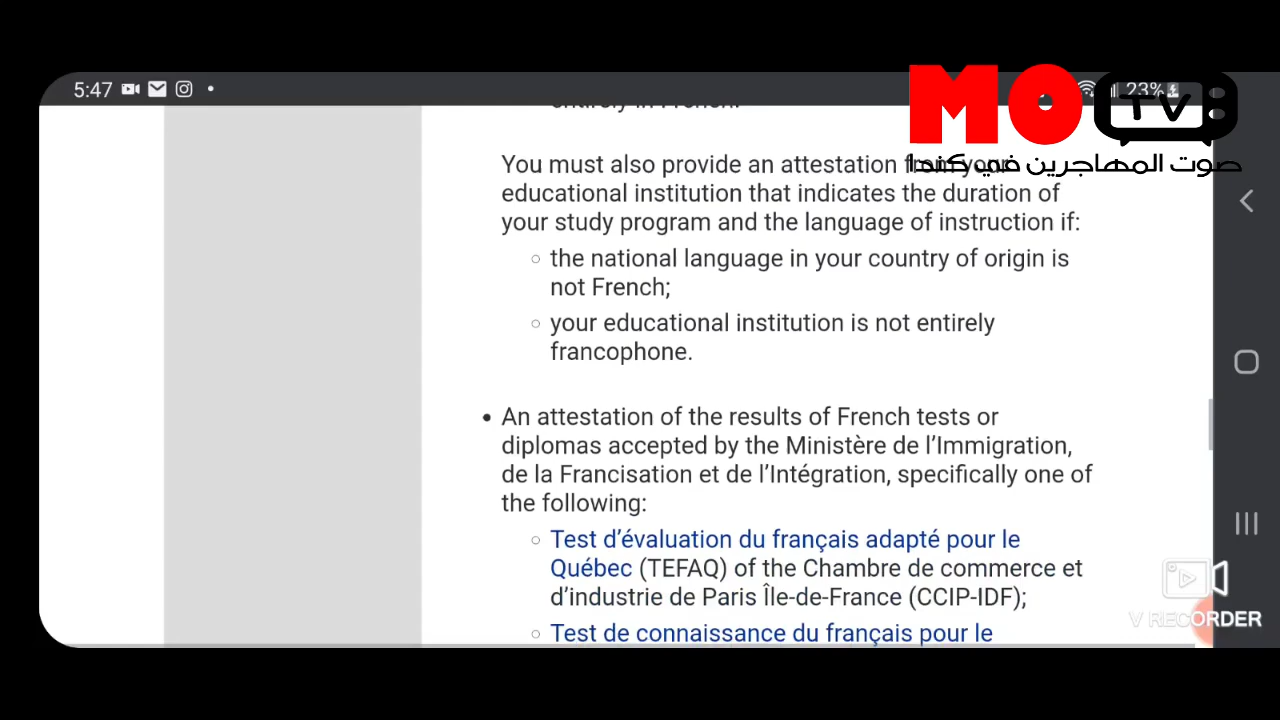 5:47
23%
MO TV
صوت المهاجرين في كندا
entirely in French.
You must also provide an attestation from your
educational institution that indicates the duration of
your study program and the language of instruction if:
the national language in your country of origin is
not French;
your educational institution is not entirely
francophone.
An attestation of the results of French tests or
diplomas accepted by the Ministère de l’Immigration,
de la Francisation et de l’Intégration, specifically one of
the following:
Test d’évaluation du français adapté pour le
Québec (TEFAQ) of the Chambre de commerce et
d’industrie de Paris Île-de-France (CCIP-IDF);
Test de connaissance du français pour le
V RECORDER